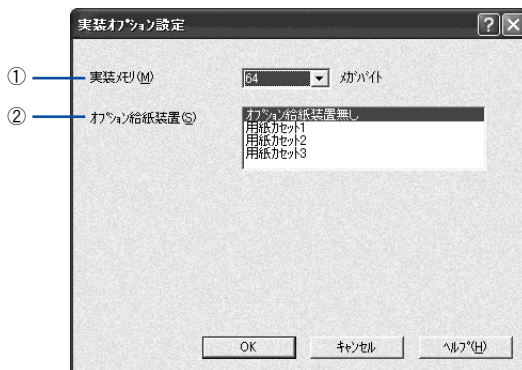 実装オプション設定
① 実装メモリ(M) 64 メガバイト
② オプション給紙装置(S) オプション給紙装置無し
用紙カセット1
用紙カセット2
用紙カセット3
OK キャンセル ヘルプ(H)